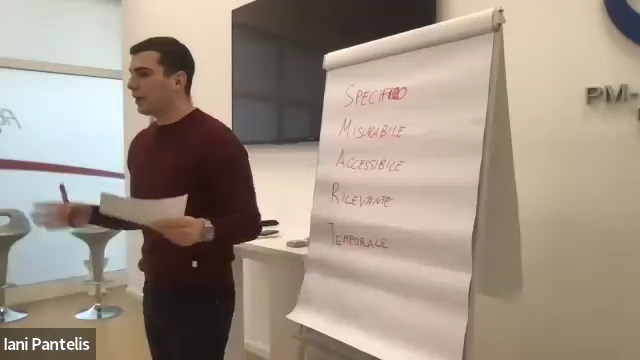 SPECIFICO
MISURABILE
ACCESSIBILE
RILEVANTE
TEMPORALE
PM-
Iani Pantelis